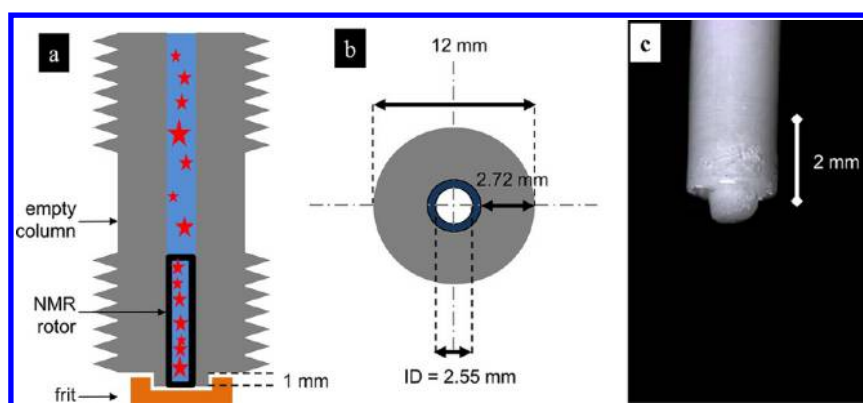 a
empty
column
NMR
rotor
frit
1 mm
b
12 mm
2.72 mm
ID = 2.55 mm
c
2 mm